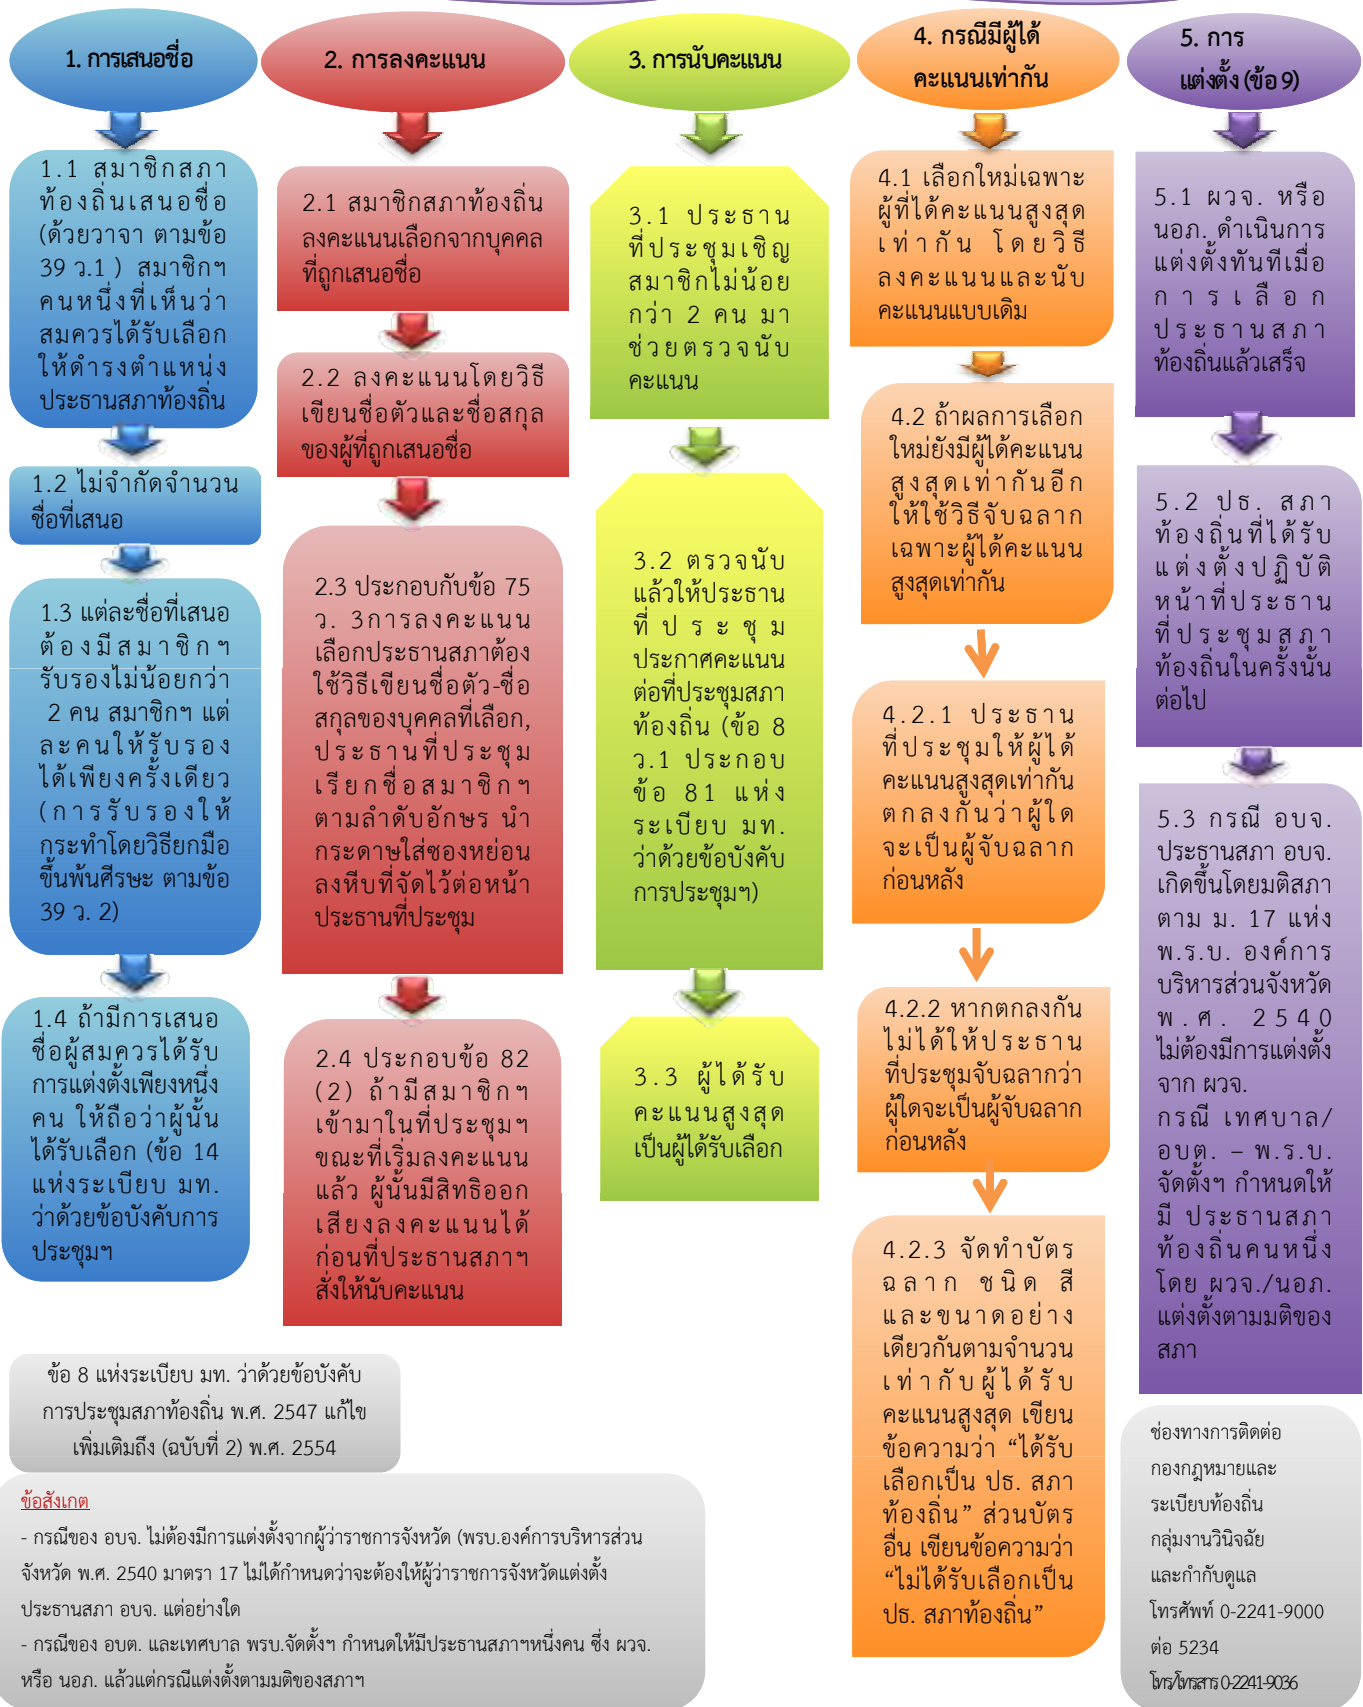 1. การเสนอชื่อ
1.1 สมาชิกสภา
ท้องถิ่นเสนอชื่อ
(ด้วยวาจา ตามข้อ
39 ว.1 ) สมาชิกฯ
คนหนึ่งที่เห็นว่า
สมควรได้รับเลือก
ให้ดำรงตำแหน่ง
ประธานสภาท้องถิ่น
1.2 ไม่จำกัดจำนวน
ชื่อที่เสนอ
1.3 แต่ละชื่อที่เสนอ
ต้องมีสมาชิกฯ
รับรองไม่น้อยกว่า
2 คน สมาชิกฯ แต่
ละคนให้รับรอง
ได้เพียงครั้งเดียว
(การรับรองให้
กระทำโดยวิธียกมือ
ขึ้นพ้นศีรษะ ตามข้อ
39 ว. 2)
1.4 ถ้ามีการเสนอ
ชื่อผู้สมควรได้รับ
การแต่งตั้งเพียงหนึ่ง
คน ให้ถือว่าผู้นั้น
ได้รับเลือก (ข้อ 14
แห่งระเบียบ มท.
ว่าด้วยข้อบังคับการ
ประชุมฯ
2. การลงคะแนน
2.1 สมาชิกสภาท้องถิ่น
ลงคะแนนเลือกจากบุคคล
ที่ถูกเสนอชื่อ
2.2 ลงคะแนนโดยวิธี
เขียนชื่อตัวและชื่อสกุล
ของผู้ที่ถูกเสนอชื่อ
2.3 ประกอบกับข้อ 75
ว. 3การลงคะแนน
เลือกประธานสภาต้อง
ใช้วิธีเขียนชื่อตัว-ชื่อ
สกุลของบุคคลที่เลือก,
ประธานที่ประชุม
เรียกชื่อสมาชิกฯ
ตามลำดับอักษร นำ
กระดาษใส่ซองหย่อน
ลงหีบที่จัดไว้ต่อหน้า
ประธานที่ประชุม
2.4 ประกอบข้อ 82
(2) ถ้ามีสมาชิกฯ
เข้ามาในที่ประชุมฯ
ขณะที่เริ่มลงคะแนน
แล้ว ผู้นั้นมีสิทธิออก
เสียงลงคะแนนได้
ก่อนที่ประธานสภาฯ
สั่งให้นับคะแนน
3. การนับคะแนน
3.1 ประธาน
ที่ประชุมเชิญ
สมาชิกไม่น้อย
กว่า 2 คน มา
ช่วยตรวจนับ
คะแนน
3.2 ตรวจนับ
แล้วให้ประธาน
ที่ประชุม
ประกาศคะแนน
ต่อที่ประชุมสภา
ท้องถิ่น (ข้อ 8
ว.1 ประกอบ
ข้อ 81 แห่ง
ระเบียบ มท.
ว่าด้วยข้อบังคับ
การประชุมฯ)
3.3 ผู้ได้รับ
คะแนนสูงสุด
เป็นผู้ได้รับเลือก
4. กรณีมีผู้ได้
คะแนนเท่ากัน
4.1 เลือกใหม่เฉพาะ
ผู้ที่ได้คะแนนสูงสุด
เท่ากัน โดยวิธี
ลงคะแนนและนับ
คะแนนแบบเดิม
4.2 ถ้าผลการเลือก
ใหม่ยังมีผู้ได้คะแนน
สูงสุดเท่ากันอีก
ให้ใช้วิธีจับฉลาก
เฉพาะผู้ได้คะแนน
สูงสุดเท่ากัน
4.2.1 ประธาน
ที่ประชุมให้ผู้ได้
คะแนนสูงสุดเท่ากัน
ตกลงกันว่าผู้ใด
จะเป็นผู้จับฉลาก
ก่อนหลัง
4.2.2 หากตกลงกัน
ไม่ได้ให้ประธาน
ที่ประชุมจับฉลากว่า
ผู้ใดจะเป็นผู้จับฉลาก
ก่อนหลัง
4.2.3 จัดทำบัตร
ฉลาก ชนิด สี
และขนาดอย่าง
เดียวกันตามจำนวน
เท่ากับผู้ได้รับ
คะแนนสูงสุด เขียน
ข้อความว่า “ได้รับ
เลือกเป็น ปธ. สภา
ท้องถิ่น” ส่วนบัตร
อื่น เขียนข้อความว่า
“ไม่ได้รับเลือกเป็น
ปธ. สภาท้องถิ่น”
5. การ
แต่งตั้ง (ข้อ 9)
5.1 ผวจ. หรือ
นอภ. ดำเนินการ
แต่งตั้งทันทีเมื่อ
การเลือก
ประธานสภา
ท้องถิ่นแล้วเสร็จ
5.2 ปธ. สภา
ท้องถิ่นที่ได้รับ
แต่งตั้งปฏิบัติ
หน้าที่ประธาน
ที่ประชุมสภา
ท้องถิ่นในครั้งนั้น
ต่อไป
5.3 กรณี อบจ.
ประธานสภา อบจ.
เกิดขึ้นโดยมติสภา
ตาม ม. 17 แห่ง
พ.ร.บ. องค์การ
บริหารส่วนจังหวัด
พ.ศ. 2540
ไม่ต้องมีการแต่งตั้ง
จาก ผวจ.
กรณี เทศบาล/
อบต. – พ.ร.บ.
จัดตั้งฯ กำหนดให้
มี ประธานสภา
ท้องถิ่นคนหนึ่ง
โดย ผวจ./นอภ.
แต่งตั้งตามมติของ
สภา
ข้อ 8 แห่งระเบียบ มท. ว่าด้วยข้อบังคับ
การประชุมสภาท้องถิ่น พ.ศ. 2547 แก้ไข
เพิ่มเติมถึง (ฉบับที่ 2) พ.ศ. 2554
ข้อสังเกต
- กรณีของ อบจ. ไม่ต้องมีการแต่งตั้งจากผู้ว่าราชการจังหวัด (พรบ.องค์การบริหารส่วน
จังหวัด พ.ศ. 2540 มาตรา 17 ไม่ได้กำหนดว่าจะต้องให้ผู้ว่าราชการจังหวัดแต่งตั้ง
ประธานสภา อบจ. แต่อย่างใด
- กรณีของ อบต. และเทศบาล พรบ.จัดตั้งฯ กำหนดให้มีประธานสภาฯหนึ่งคน ซึ่ง ผวจ.
หรือ นอภ. แล้วแต่กรณีแต่งตั้งตามมติของสภาฯ
ช่องทางการติดต่อ
กองกฎหมายและ
ระเบียบท้องถิ่น
กลุ่มงานวินิจฉัย
และกำกับดูแล
โทรศัพท์ 0-2241-9000
ต่อ 5234
โทร/โทรสาร 0-2241-9036